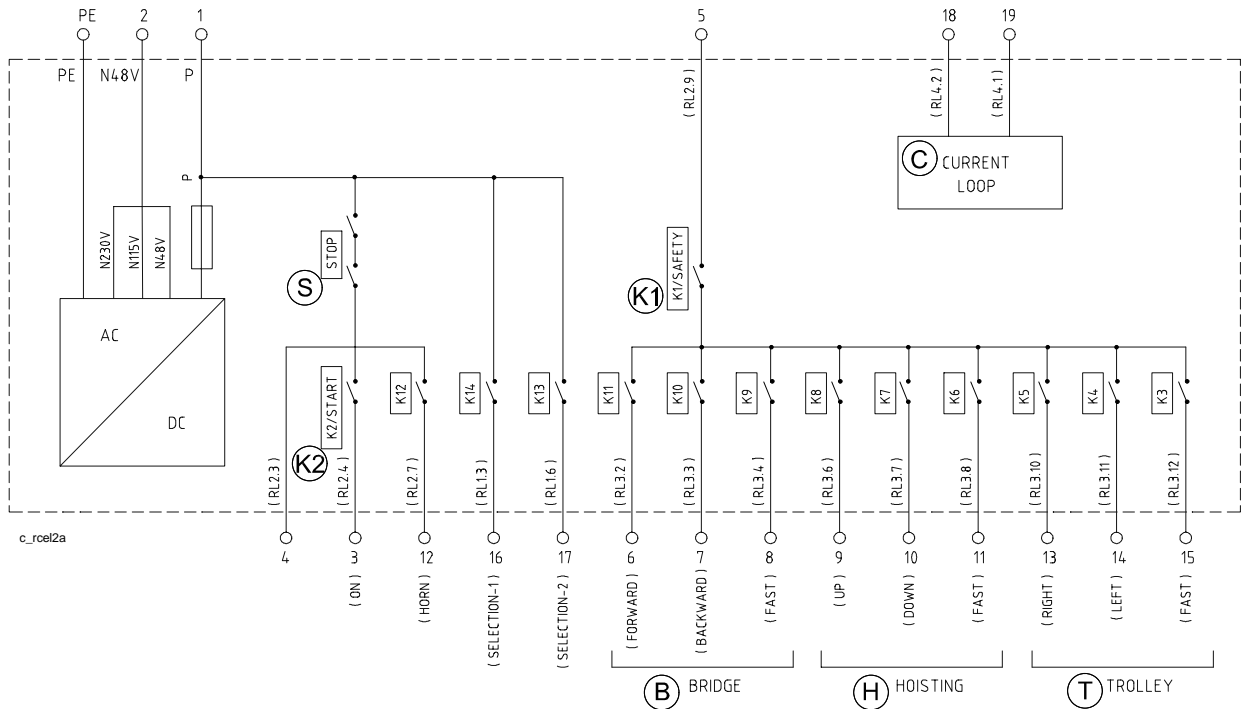 PE 2 1 5 18 19
PE N48V P (RL2.9) (RL4.2) (RL4.1)
C CURRENT
LOOP
P
N230V N115V N48V
STOP
S
K1 K1/SAFETY
AC
DC
K2/START K12 K14 K13 K11 K10 K9 K8 K7 K6 K5 K4 K3
K2
(RL2.3) (RL2.4) (RL2.7) (RL1.3) (RL1.6) (RL3.2) (RL3.3) (RL3.4) (RL3.6) (RL3.7) (RL3.8) (RL3.10) (RL3.11) (RL3.12)
c_rcel2a
4 3 12 16 17 6 7 8 9 10 11 13 14 15
(ON) (HORN) (SELECTION-1) (SELECTION-2) (FORWARD) (BACKWARD) (FAST) (UP) (DOWN) (FAST) (RIGHT) (LEFT) (FAST)
B BRIDGE H HOISTING T TROLLEY